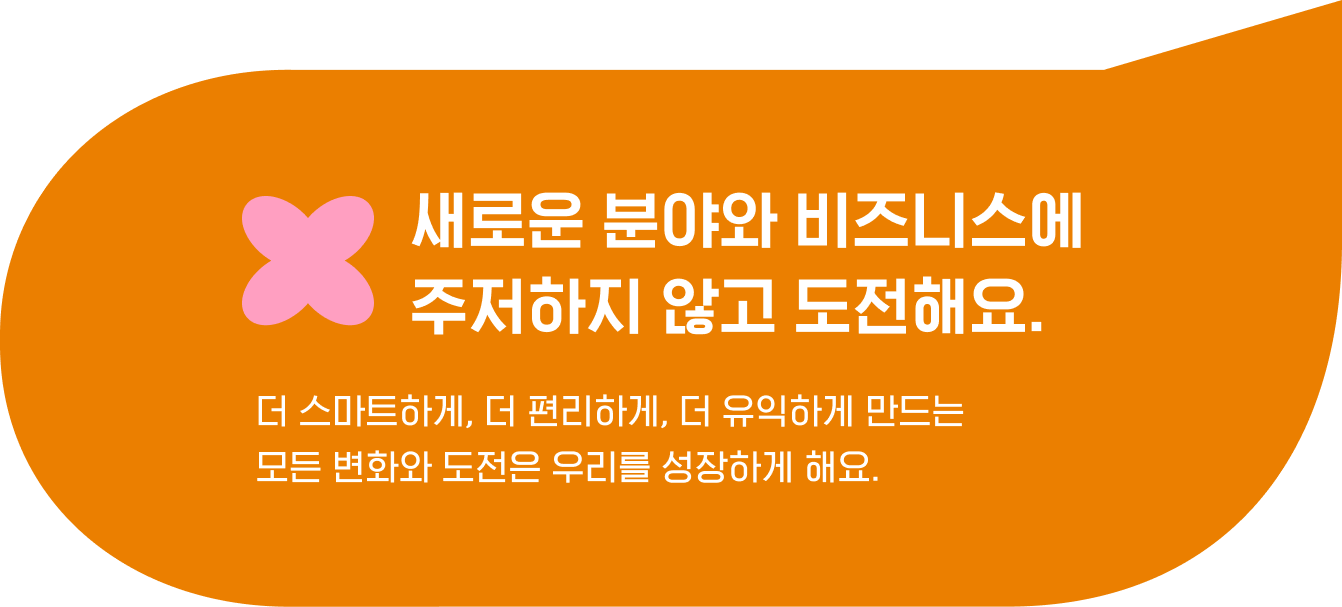 새로운 분야와 비즈니스에
주저하지 않고 도전해요.
더 스마트하게, 더 편리하게, 더 유익하게 만드는
모든 변화와 도전은 우리를 성장하게 해요.